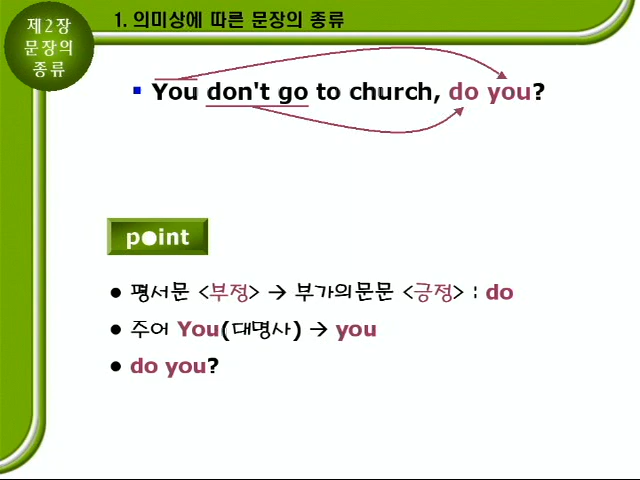 제2장
문장의
종류
1. 의미상에 따른 문장의 종류
You don't go to church, do you?
point
평서문 <부정> → 부가의문문 <긍정> : do
주어 You(대명사) → you
do you?